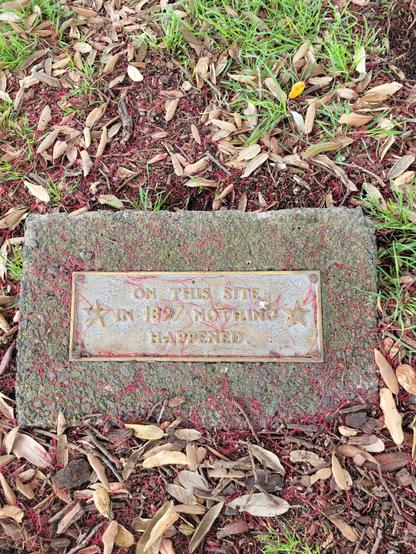 ON THIS SITE
IN 1897 NOTHING
HAPPENED.